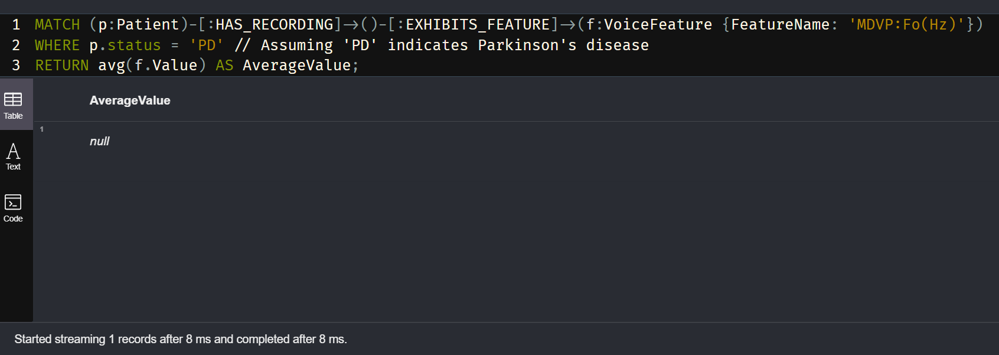 1 MATCH (p:Patient)-[:HAS_RECORDING]->()-[:EXHIBITS_FEATURE]->(f:VoiceFeature {FeatureName: 'MDVP:Fo(Hz)'})
2 WHERE p.status = 'PD' // Assuming 'PD' indicates Parkinson's disease
3 RETURN avg(f.Value) AS AverageValue;
Table
AverageValue
1
null
Text
Code
Started streaming 1 records after 8 ms and completed after 8 ms.